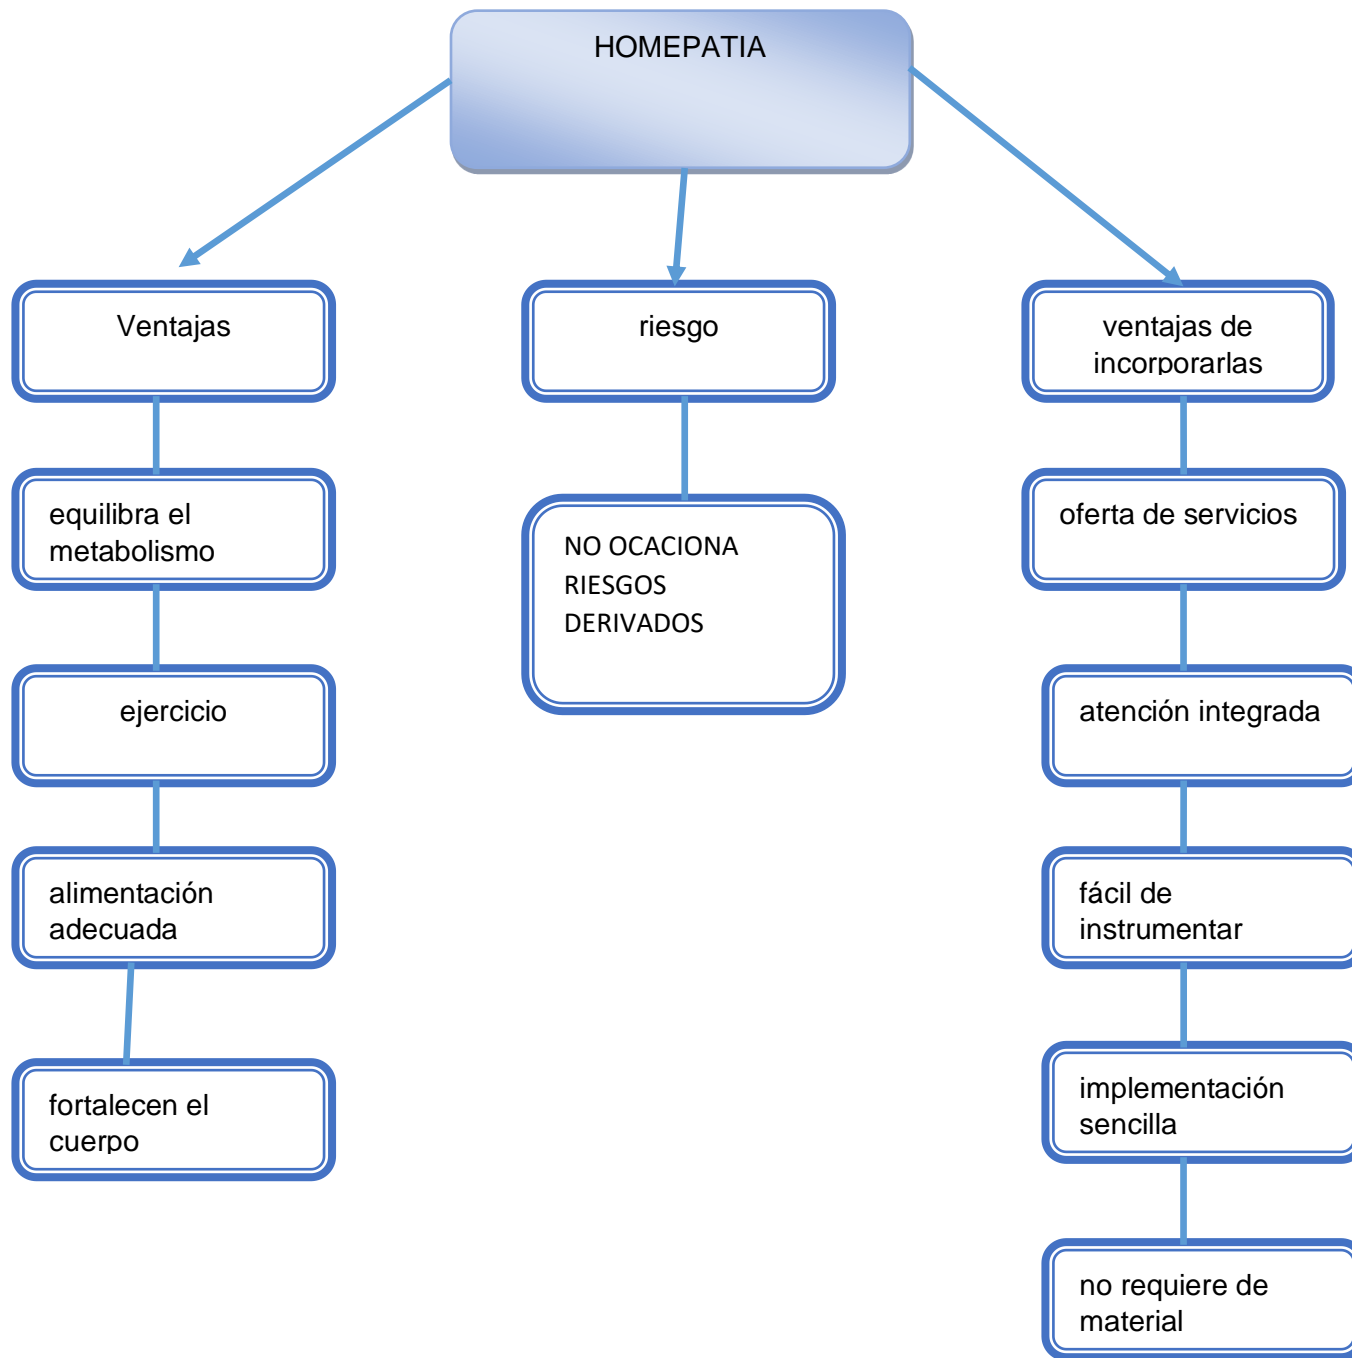 HOMEPATIA
Ventajas
equilibra el
metabolismo
ejercicio
alimentación
adecuada
fortalecen el
cuerpo
riesgo
NO OCACIONA
RIESGOS
DERIVADOS
ventajas de
incorporarlas
oferta de servicios
atención integrada
fácil de
instrumentar
implementación
sencilla
no requiere de
material